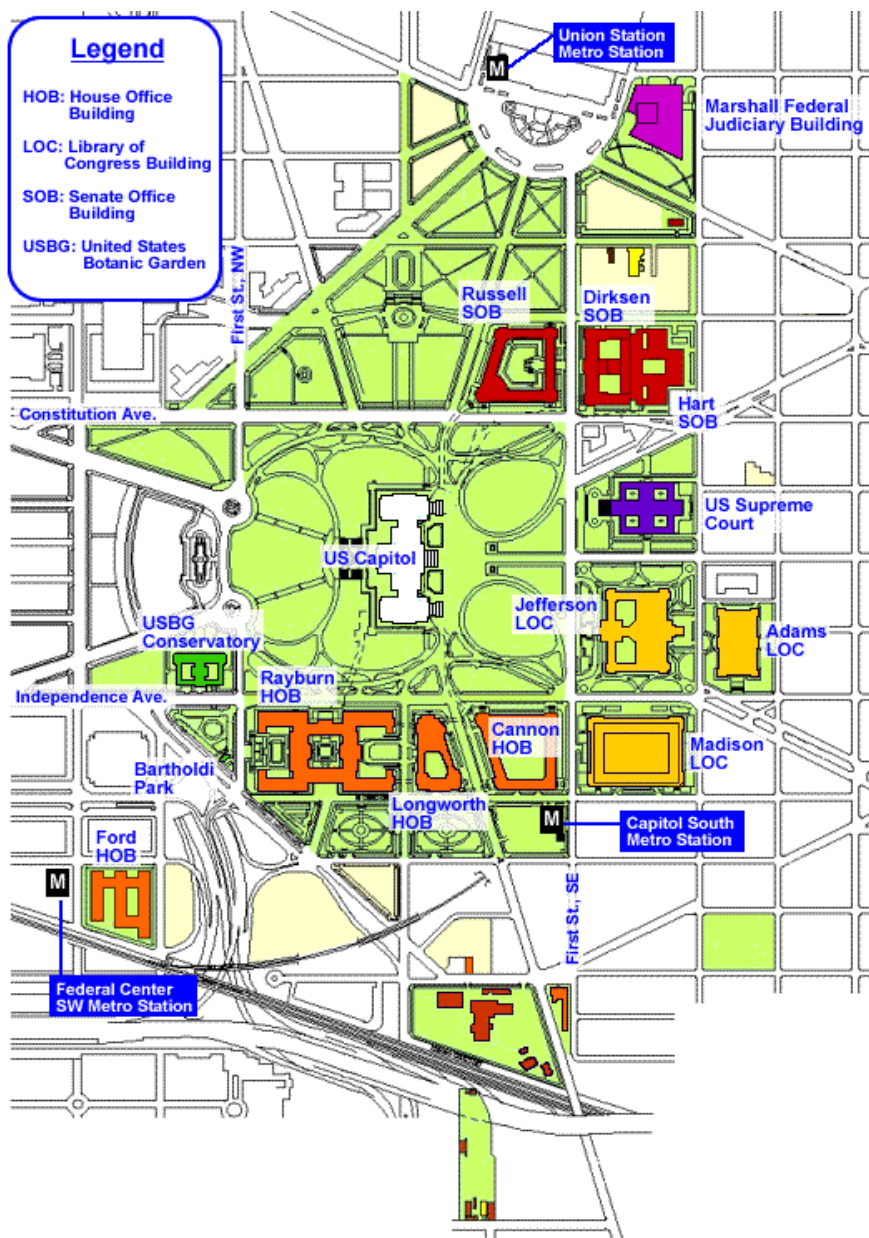 Legend
HOB: House Office
Building
LOC: Library of
Congress Building
SOB: Senate Office
Building
USBG: United States
Botanic Garden
M
Union Station
Metro Station
Marshall Federal
Judiciary Building
First St., NW
Russell
SOB
Dirksen
SOB
Constitution Ave.
Hart
SOB
US Supreme
Court
US Capitol
Jefferson
LOC
Adams
LOC
USBG
Conservatory
Rayburn
HOB
Independence Ave.
Cannon
HOB
Madison
LOC
Bartholdi
Park
Longworth
HOB
M
Capitol South
Metro Station
Ford
HOB
M
First St., SE
Federal Center
SW Metro Station